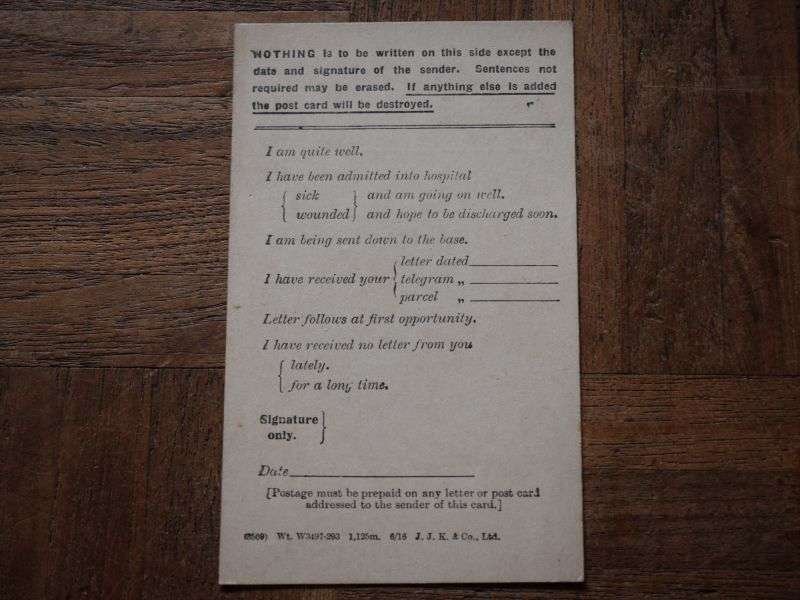 NOTHING is to be written on this side except the
date and signature of the sender. Sentences not
required may be erased. If anything else is added
the post card will be destroyed.
I am quite well.
I have been admitted into hospital
sick and am going on well.
wounded and hope to be discharged soon.
I am being sent down to the base.
letter dated
I have received your telegram „
parcel „
Letter follows at first opportunity.
I have received no letter from you
lately.
for a long time.
Signature
only.
Date
[Postage must be prepaid on any letter or post card
addressed to the sender of this card.]
Wt. W3497-293 1,125m. 6/16 J. J. K. & Co., Ltd.